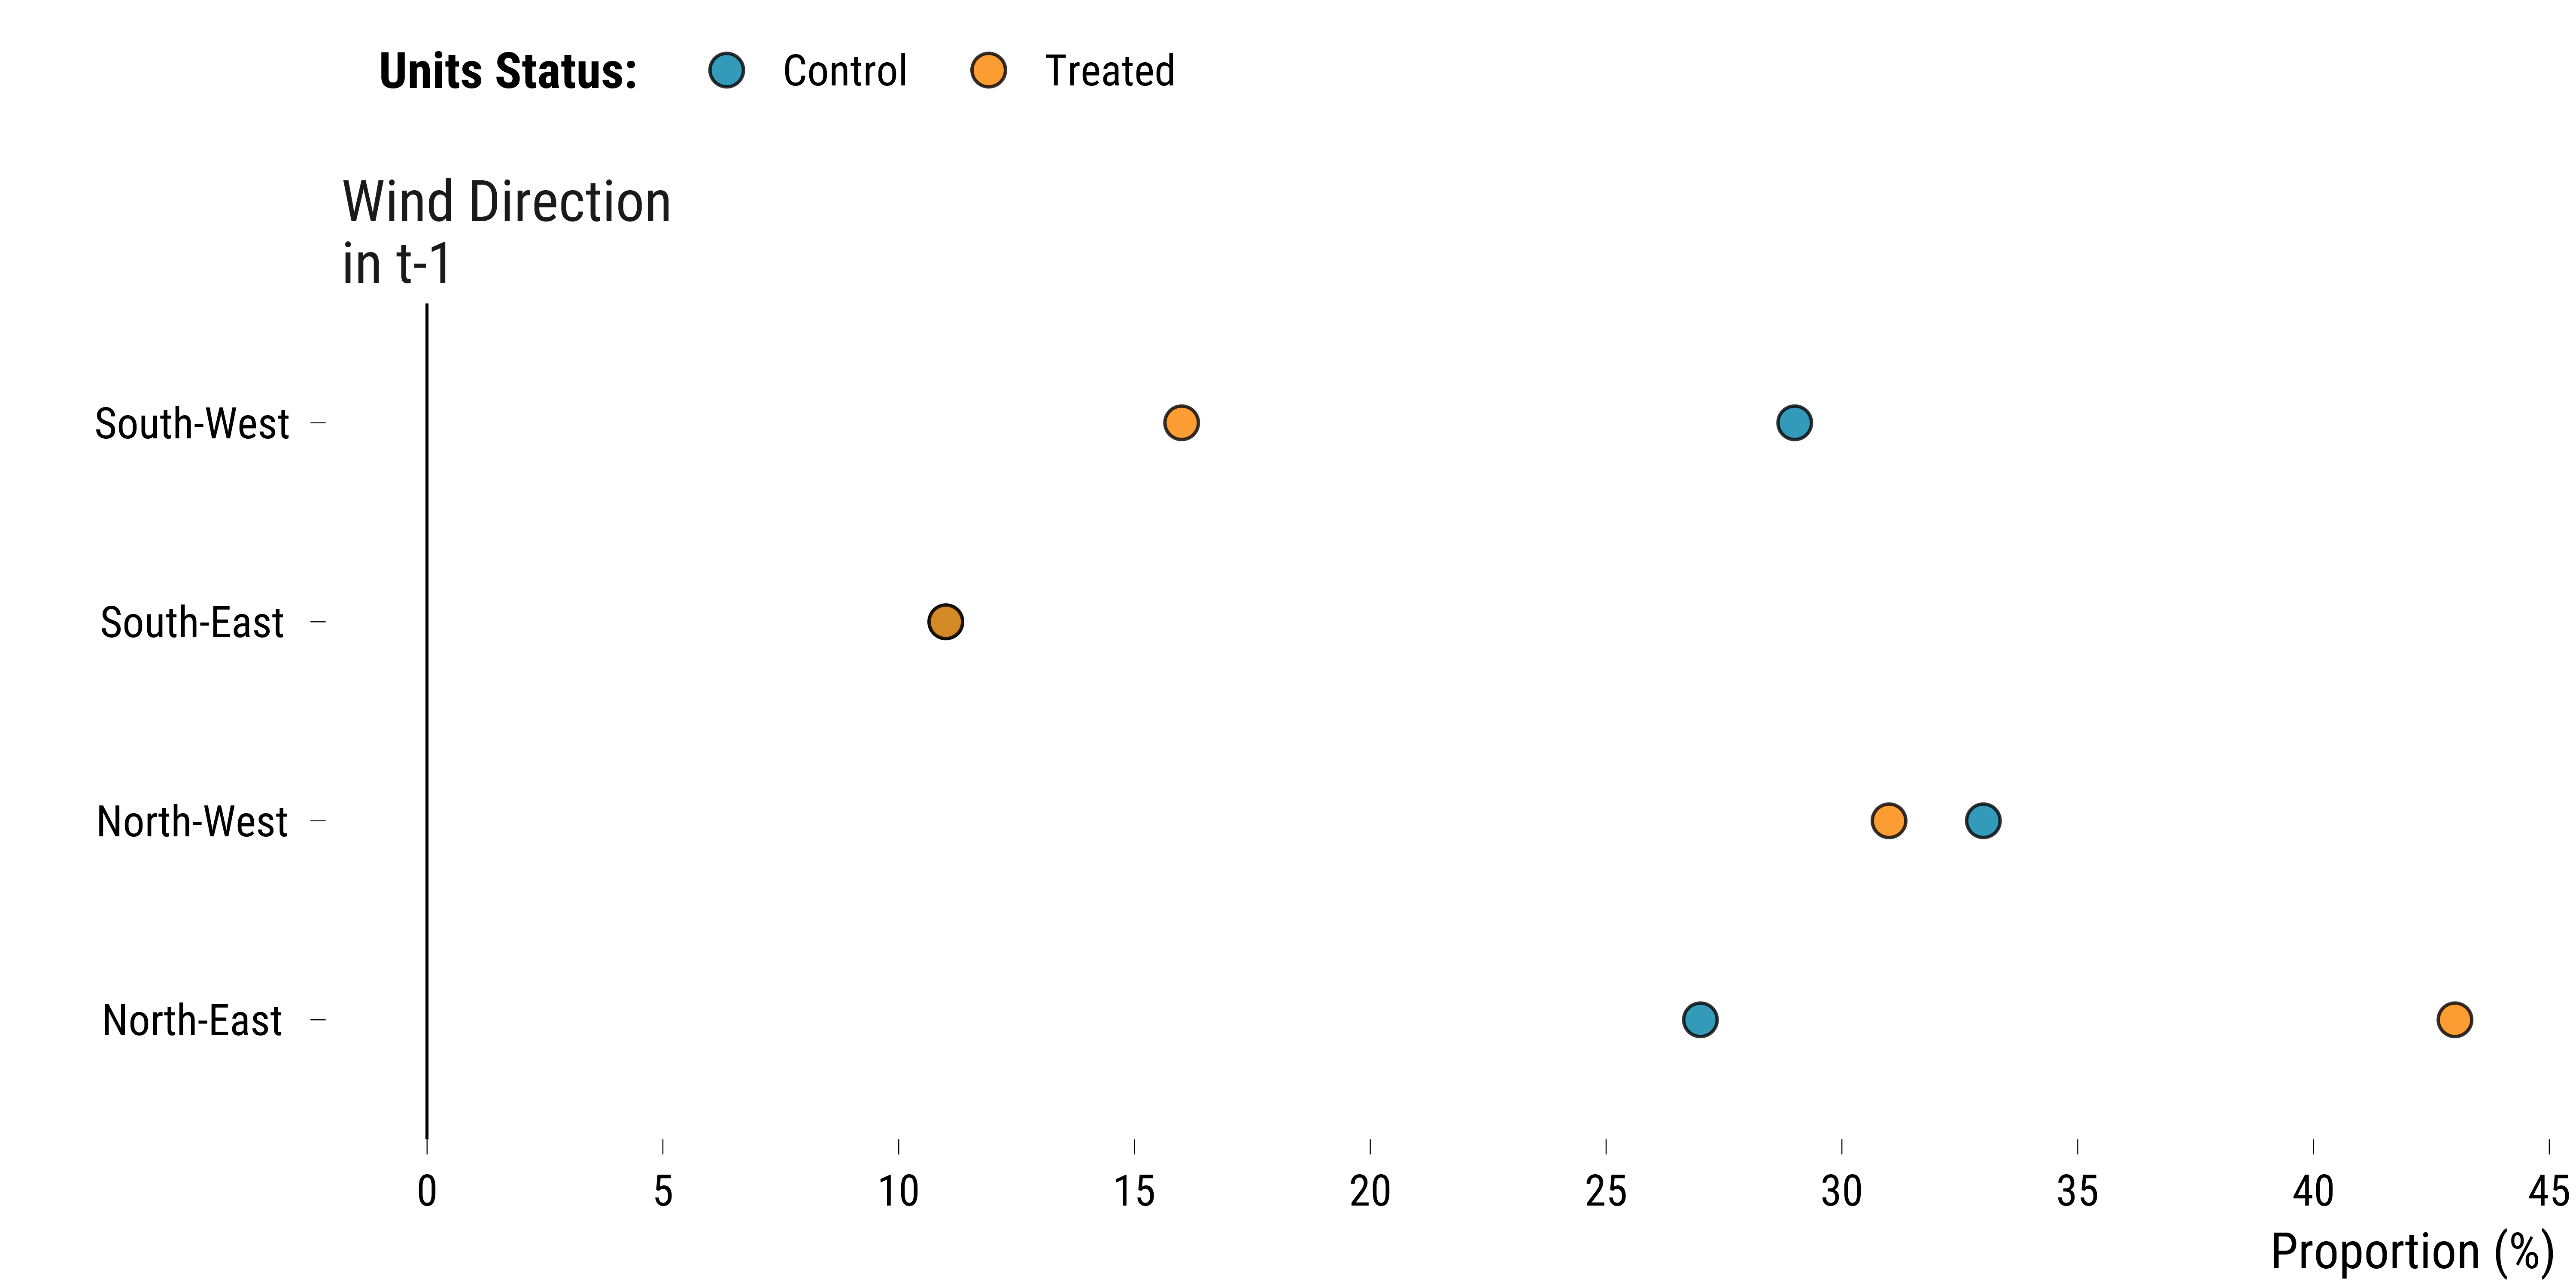 Units Status: Control Treated
Wind Direction
in t-1
South-West
South-East
North-West
North-East
0 5 10 15 20 25 30 35 40 45
Proportion (%)